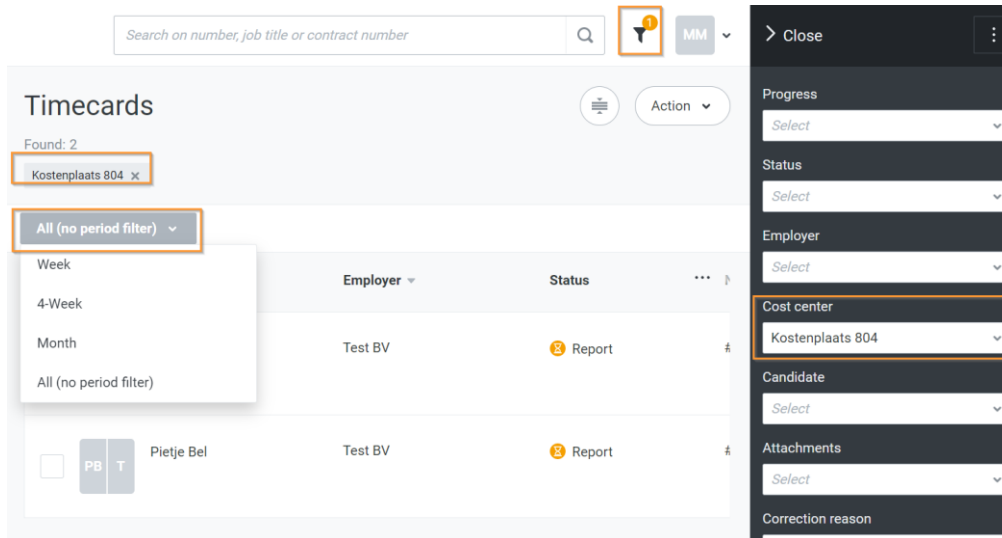 Search on number, job title or contract number
1
MM
Close
Timecards
Action
Found: 2
Kostenplaats 804 ×
All (no period filter)
Week
4-Week
Month
All (no period filter)
Employer
Status
...
Test BV
Report
#
PB T
Pietje Bel
Test BV
Report
#
Progress
Select
Status
Select
Employer
Select
Cost center
Kostenplaats 804
Candidate
Select
Attachments
Select
Correction reason